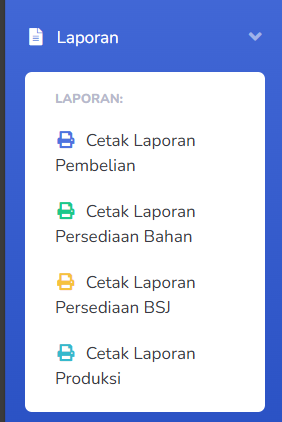 Laporan
LAPORAN:
Cetak Laporan
Pembelian
Cetak Laporan
Persediaan Bahan
Cetak Laporan
Persediaan BSJ
Cetak Laporan
Produksi